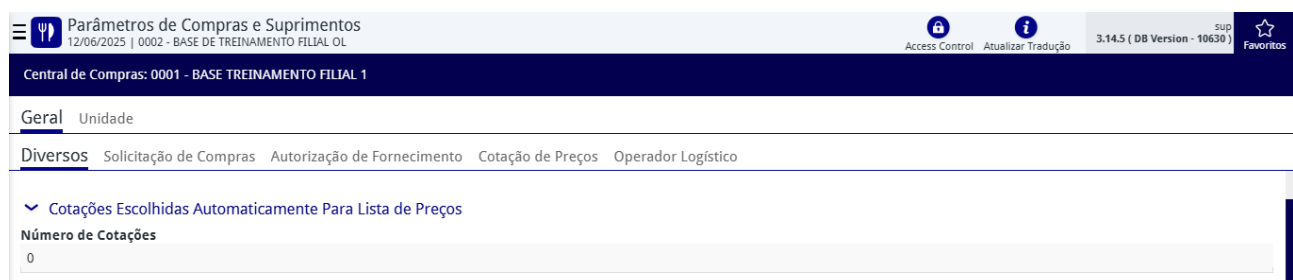 Parâmetros de Compras e Suprimentos
12/06/2025 | 0002 - BASE DE TREINAMENTO FILIAL OL
Access Control
Atualizar Tradução
sup
3.14.5 ( DB Version - 10630 )
Favoritos
Central de Compras: 0001 - BASE TREINAMENTO FILIAL 1
Geral Unidade
Diversos Solicitação de Compras Autorização de Fornecimento Cotação de Preços Operador Logístico
Cotações Escolhidas Automaticamente Para Lista de Preços
Número de Cotações
0